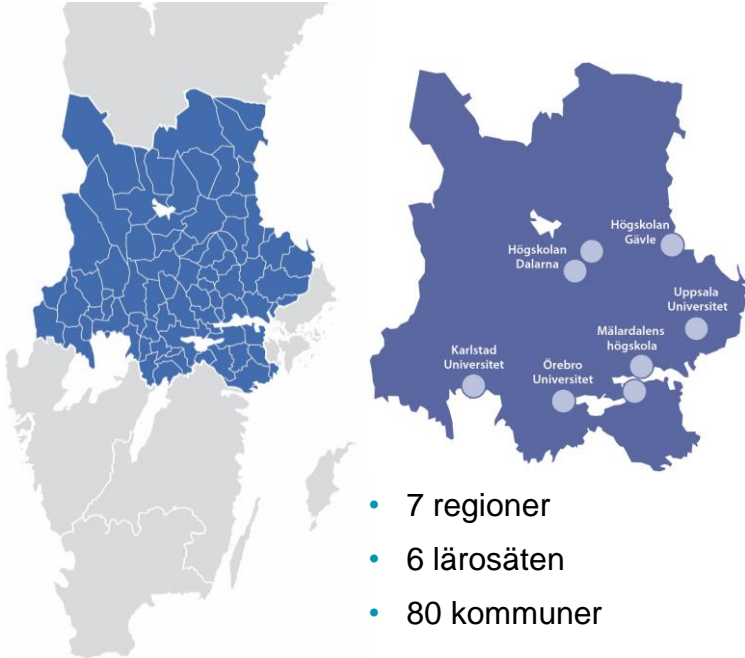 Högskolan
Gävle
Högskolan
Dalarna
Uppsala
Universitet
Mälardalens
högskola
Karlstad
Universitet
Örebro
Universitet
• 7 regioner
• 6 lärosäten
• 80 kommuner